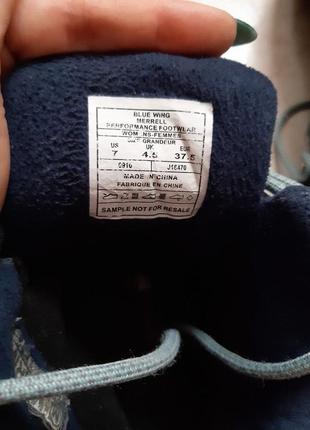 BLUE WING
MERRELL
PERFORMANCE FOOTWEAR
WOMENS-FEMMES
GRANDEUR
US UK EUR
7 4.5 37.5
0916
MADE IN CHINA
FABRIQUE EN CHINE
SAMPLE NOT FOR RESALE